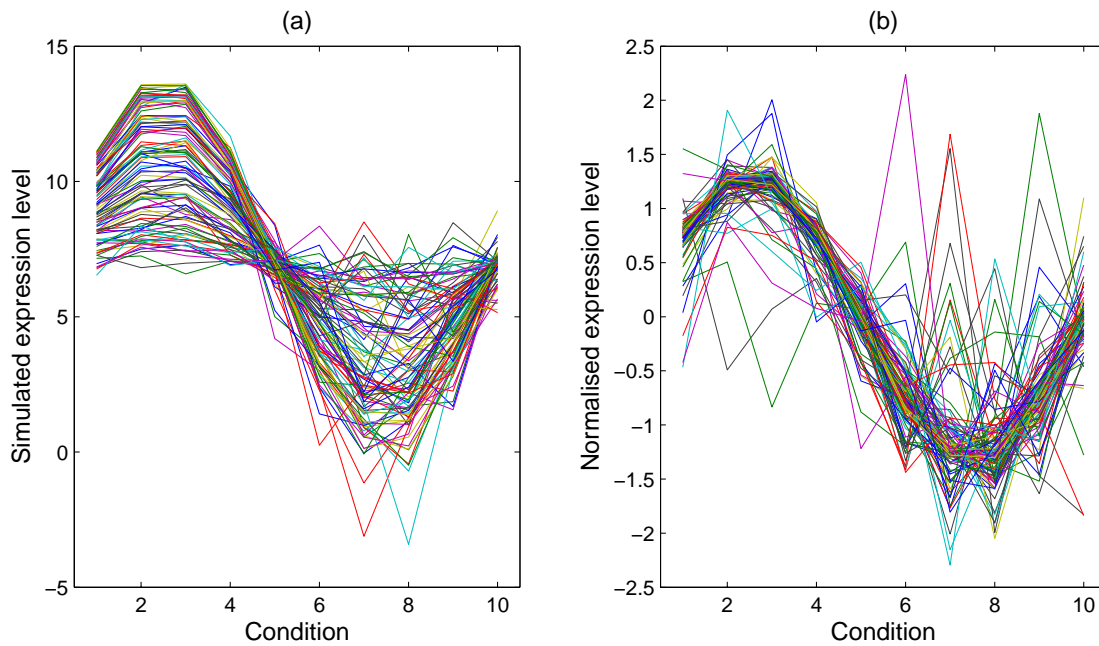 (a)
15
10
5
0
−5
2 4 6 8 10
Condition
Simulated expression level
(b)
2.5
2
1.5
1
0.5
0
−0.5
−1
−1.5
−2
−2.5
2 4 6 8 10
Condition
Normalised expression level